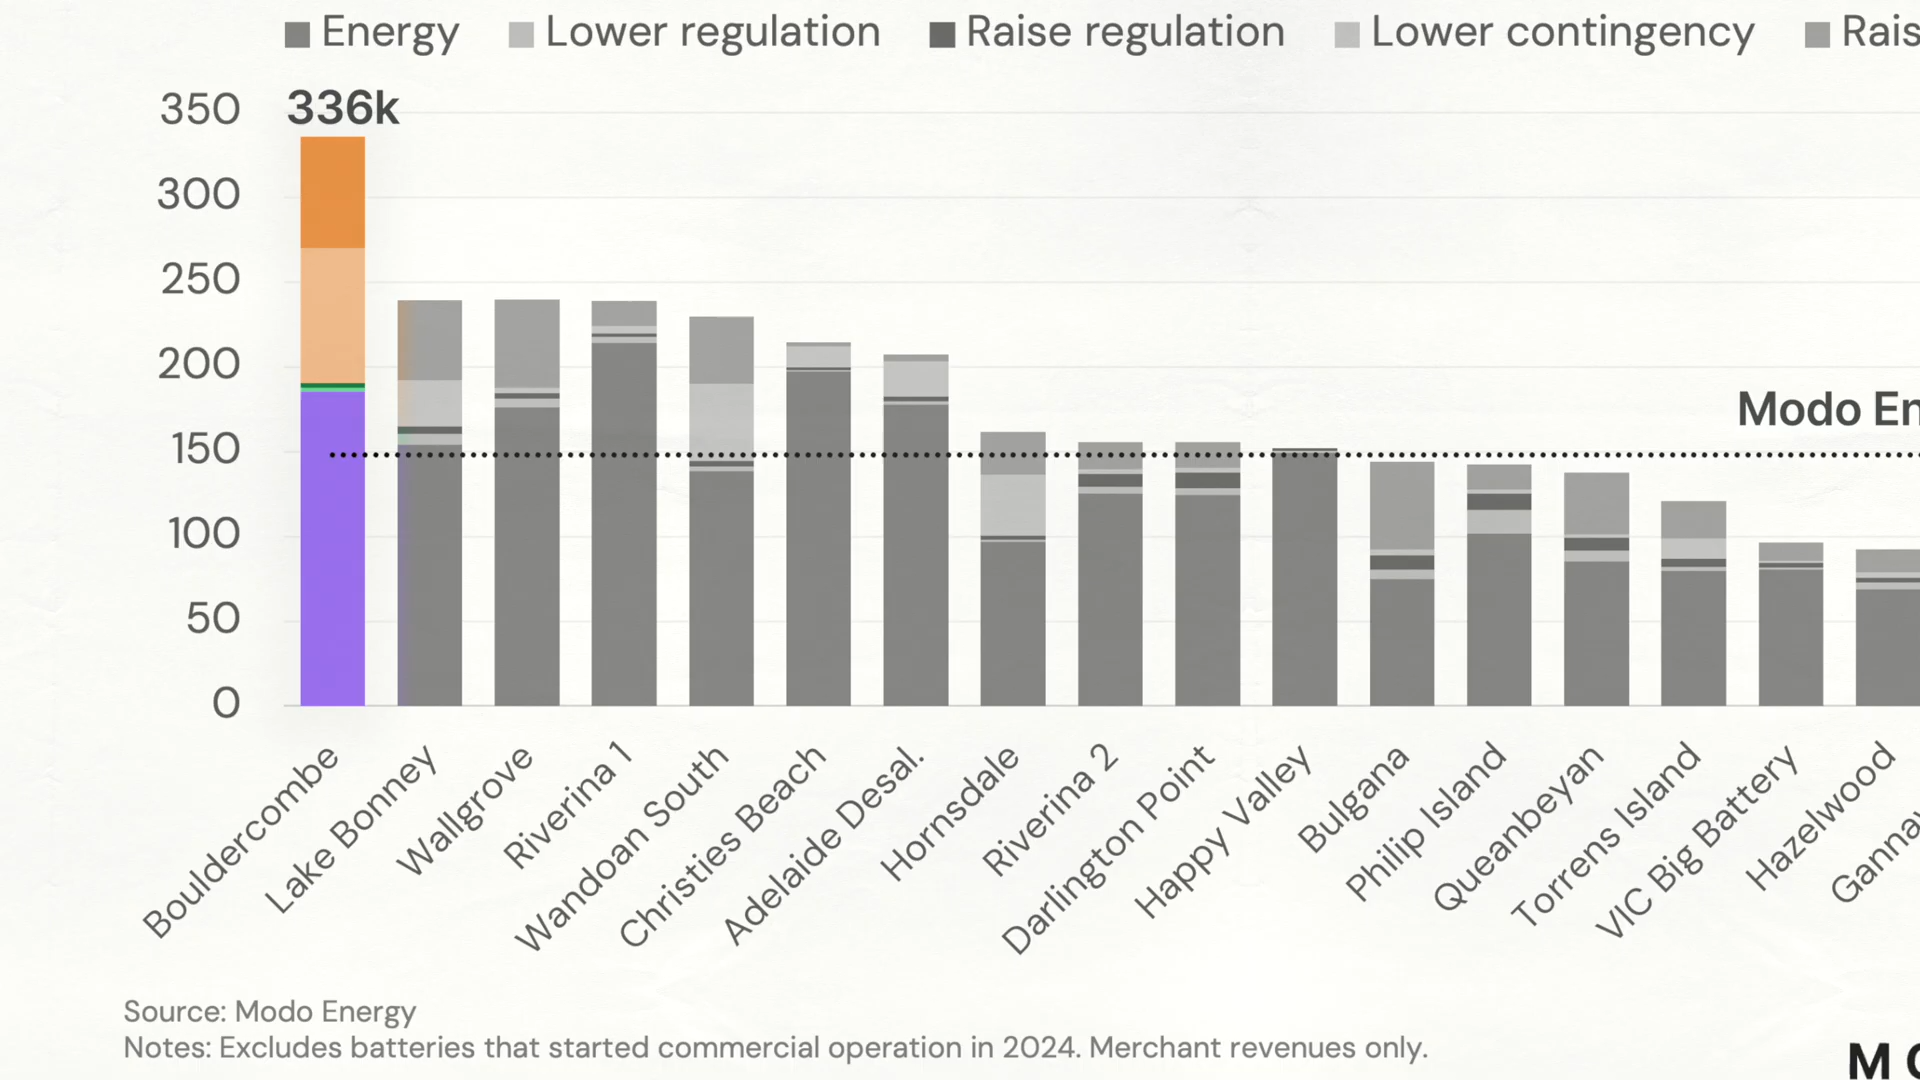 Energy Lower regulation Raise regulation Lower contingency Rais
336k
350
300
250
200
150
100
50
0
Modo En
Bouldercombe
Lake Bonney
Wallgrove
Riverina 1
Wandoan South
Christies Beach
Adelaide Desal.
Hornsdale
Riverina 2
Darlington Point
Happy Valley
Bulgana
Philip Island
Queanbeyan
Torrens Island
VIC Big Battery
Hazelwood
Ganna
Source: Modo Energy
Notes: Excludes batteries that started commercial operation in 2024. Merchant revenues only.
M